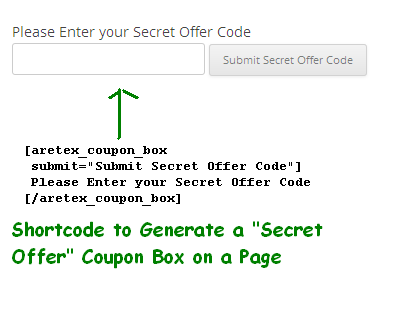 Please Enter your Secret Offer Code
Submit Secret Offer Code
[aretex_coupon_box
submit="Submit Secret Offer Code"]
Please Enter your Secret Offer Code
[/aretex_coupon_box]
Shortcode to Generate a "Secret
Offer" Coupon Box on a Page